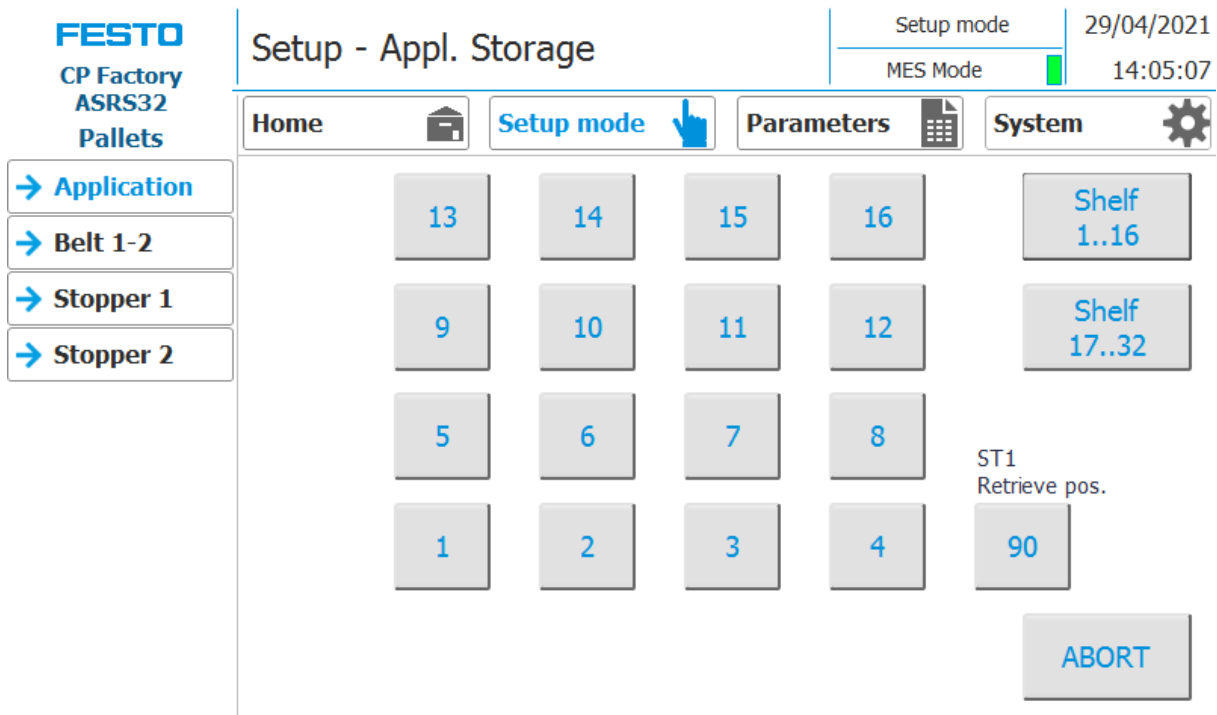 FESTO
CP Factory
ASRS32
Pallets
Setup - Appl. Storage
Setup mode
MES Mode
29/04/2021
14:05:07
Home
Setup mode
Parameters
System
Application
Belt 1-2
Stopper 1
Stopper 2
13 14 15 16
Shelf
1..16
9 10 11 12
Shelf
17..32
5 6 7 8
ST1
Retrieve pos.
1 2 3 4 90
ABORT